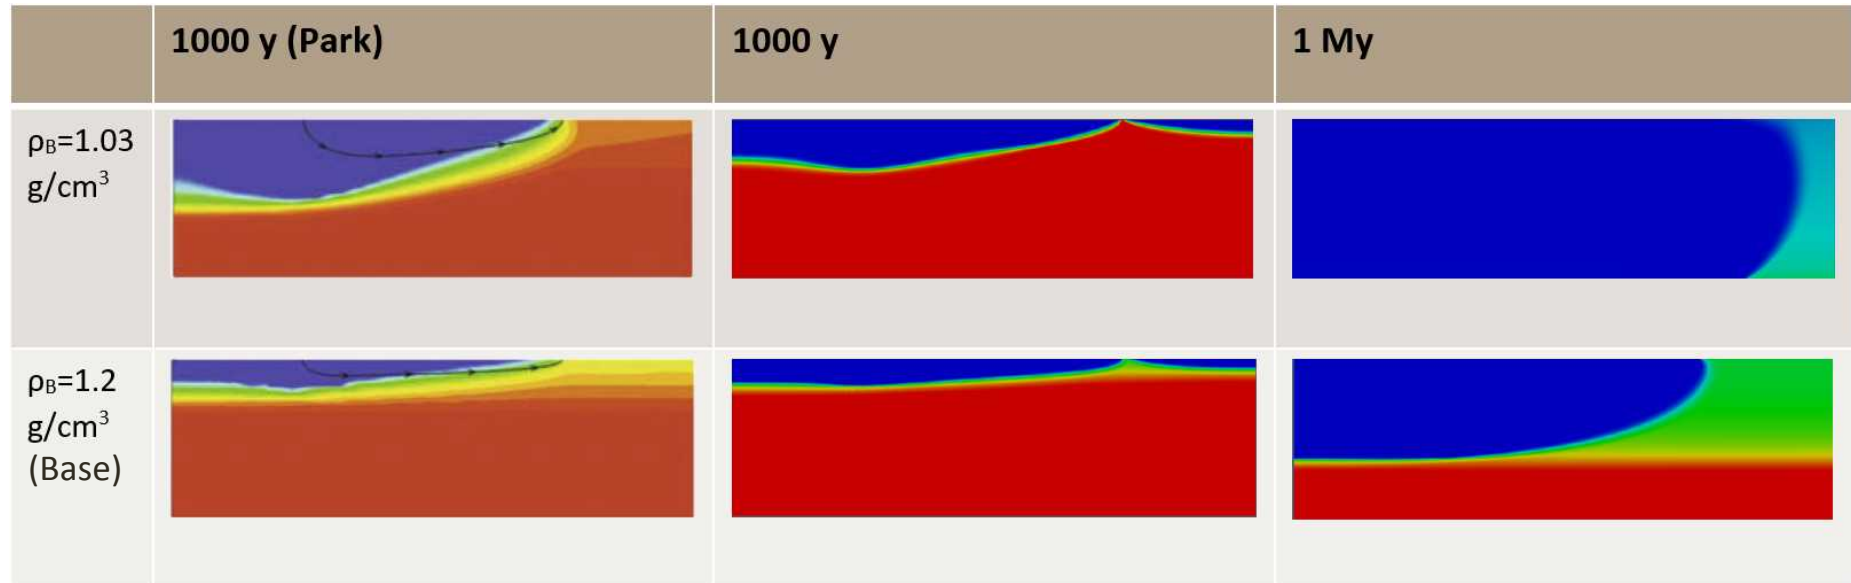 1000 y (Park)
1000 y
1 My
ρB=1.03
g/cm³
ρB=1.2
g/cm³
(Base)